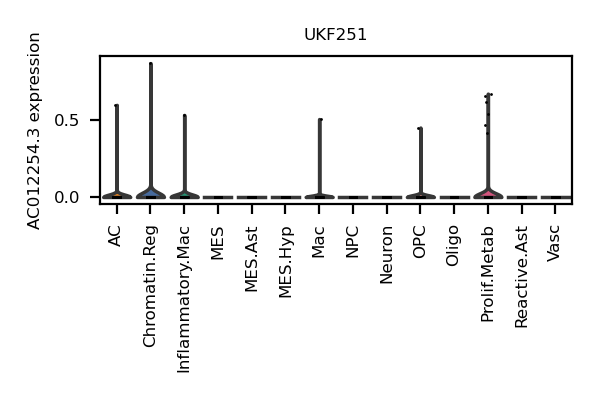 UKF251
AC012254.3 expression
0.5
0.0
AC
Chromatin.Reg
Inflammatory.Mac
MES
MES.Ast
MES.Hyp
Mac
NPC
Neuron
OPC
Oligo
Prolif.Metab
Reactive.Ast
Vasc